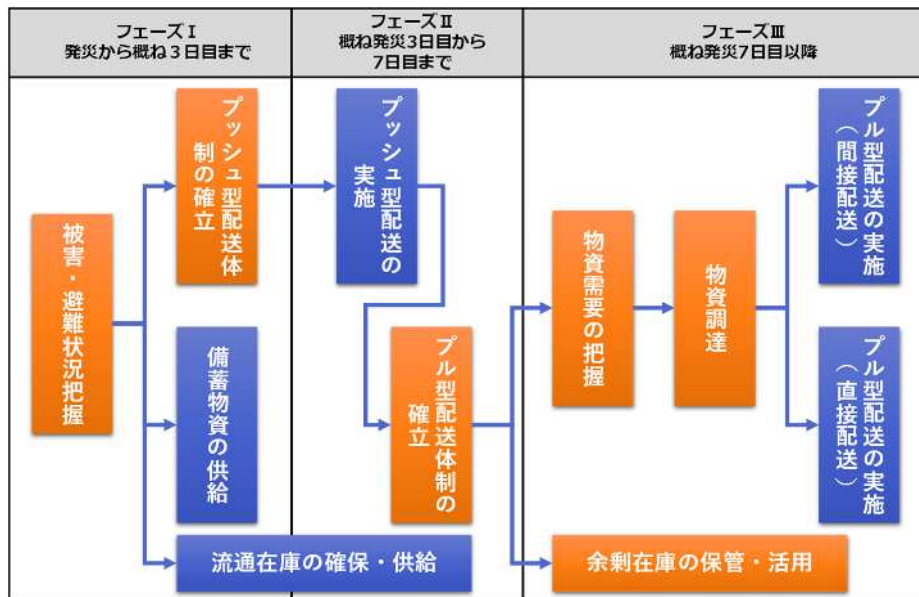 フェーズⅠ
発災から概ね３日目まで
フェーズⅡ
概ね発災3日目から
7日目まで
フェーズⅢ
概ね発災7日目以降
被害・避難状況把握
プッシュ型配送体
制の確立
備蓄物資の供給
流通在庫の確保・供給
プッシュ型配送の
実施
プル型配送体制の
確立
物資需要の把握
物資調達
プル型配送の実施
（間接配送）
プル型配送の実施
（直接配送）
余剰在庫の保管・活用